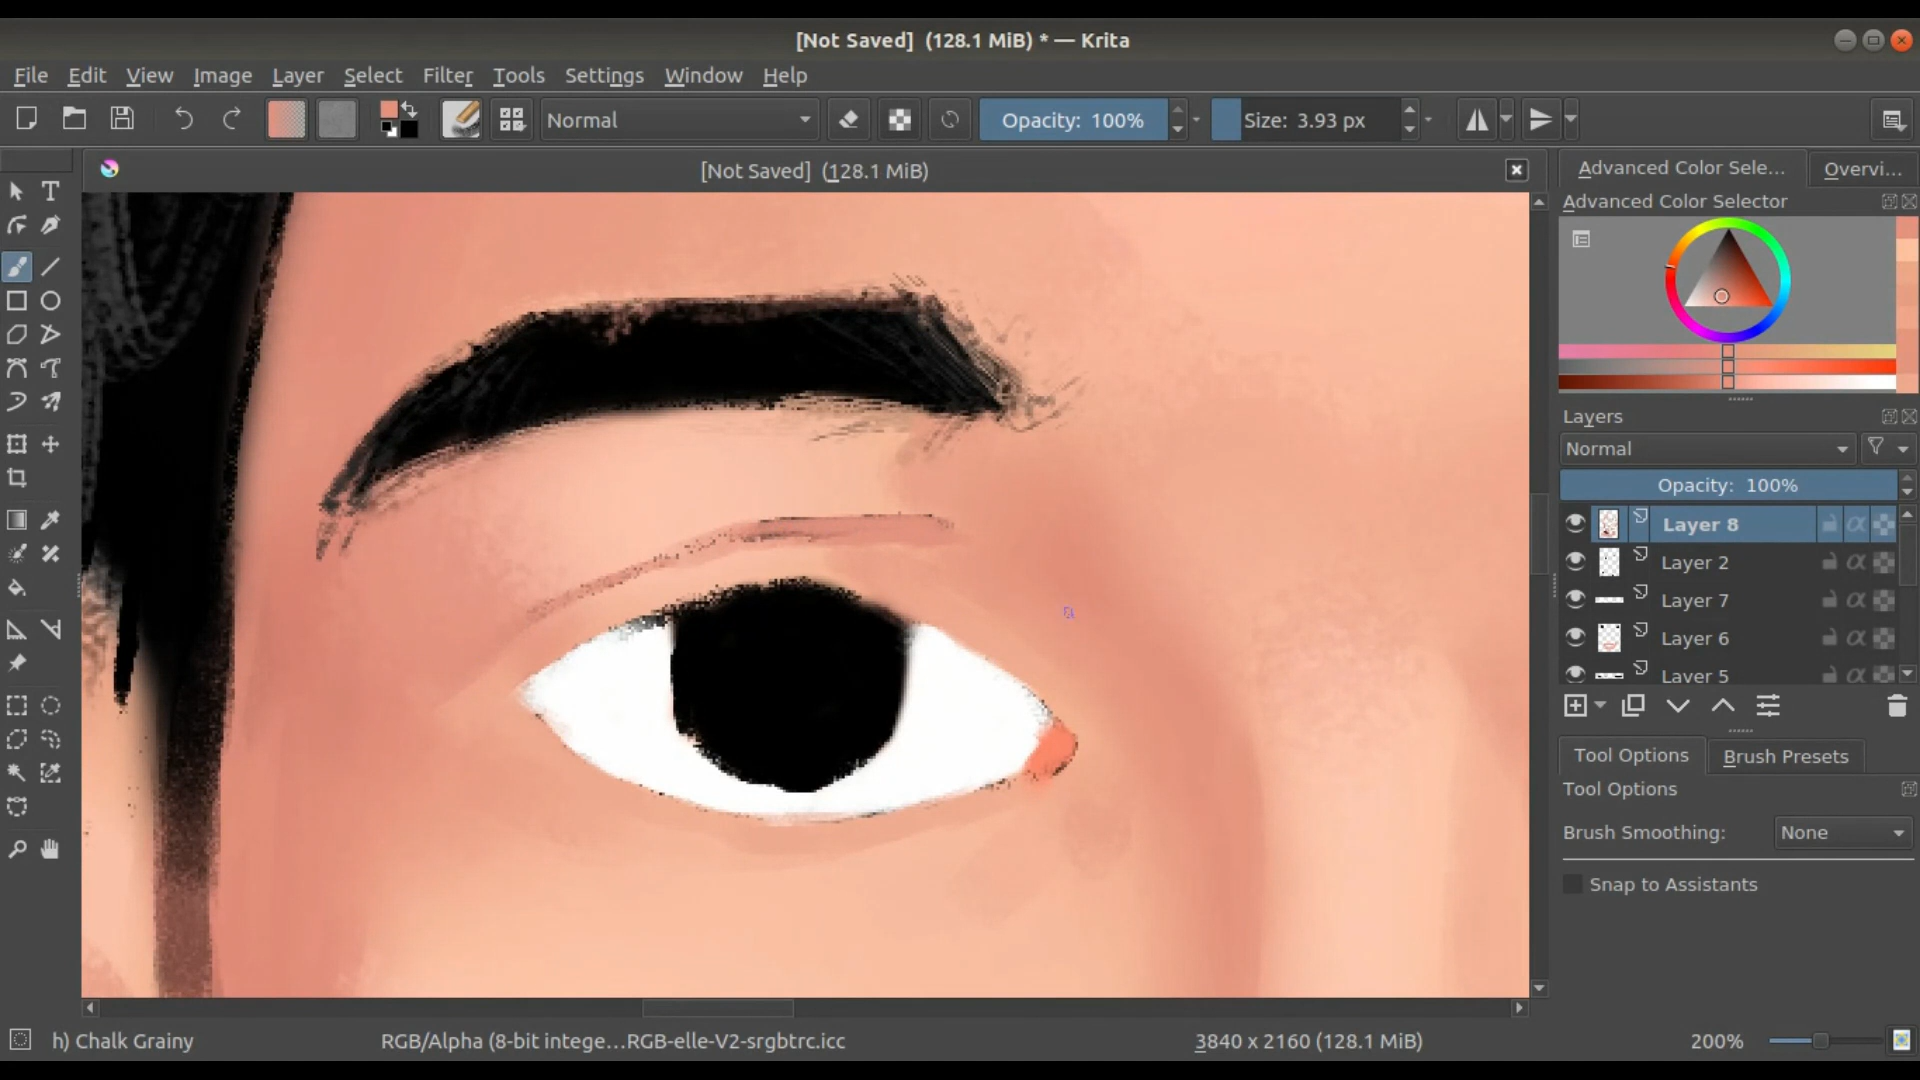 [Not Saved]  (128.1 MiB) * — Krita
File Edit View Image Layer Select Filter Tools Settings Window Help
Normal
Opacity: 100%
Size: 3.93 px
[Not Saved]  (128.1 MiB)
Advanced Color Sele...
Overvi...
Advanced Color Selector
Layers
Normal
Opacity: 100%
Layer 8
Layer 2
Layer 7
Layer 6
Layer 5
Tool Options
Brush Presets
Tool Options
Brush Smoothing:
None
Snap to Assistants
h) Chalk Grainy
RGB/Alpha (8-bit intege...RGB-elle-V2-srgbtrc.icc
3840 x 2160 (128.1 MiB)
200%